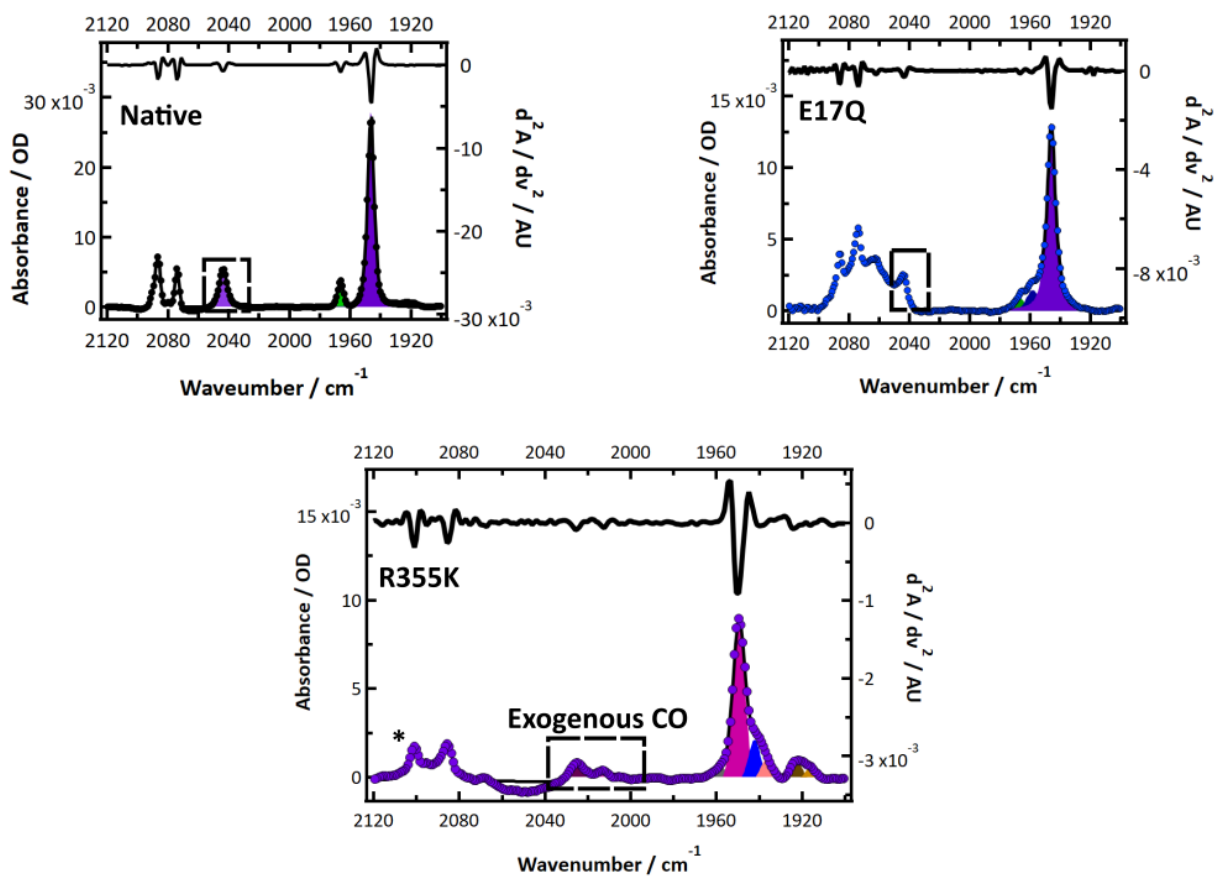 2120 2080 2040 2000 1960 1920
30 x10⁻³
20
10
0
Absorbance / OD
Native
0
-10
-20
-30 x10⁻³
d²A / dv² / AU
2120 2080 2040 2000 1960 1920
Waveumber / cm⁻¹
2120 2080 2040 2000 1960 1920
15 x10⁻³
10
5
0
Absorbance / OD
E17Q
0
-4
-8 x10⁻³
d²A / dv² / AU
2120 2080 2040 2000 1960 1920
Wavenumber / cm⁻¹
2120 2080 2040 2000 1960 1920
15 x10⁻³
10
5
0
Absorbance / OD
R355K
Exogenous CO
*
0
-1
-2
-3 x10⁻³
d²A / dv² / AU
2120 2080 2040 2000 1960 1920
Wavenumber / cm⁻¹